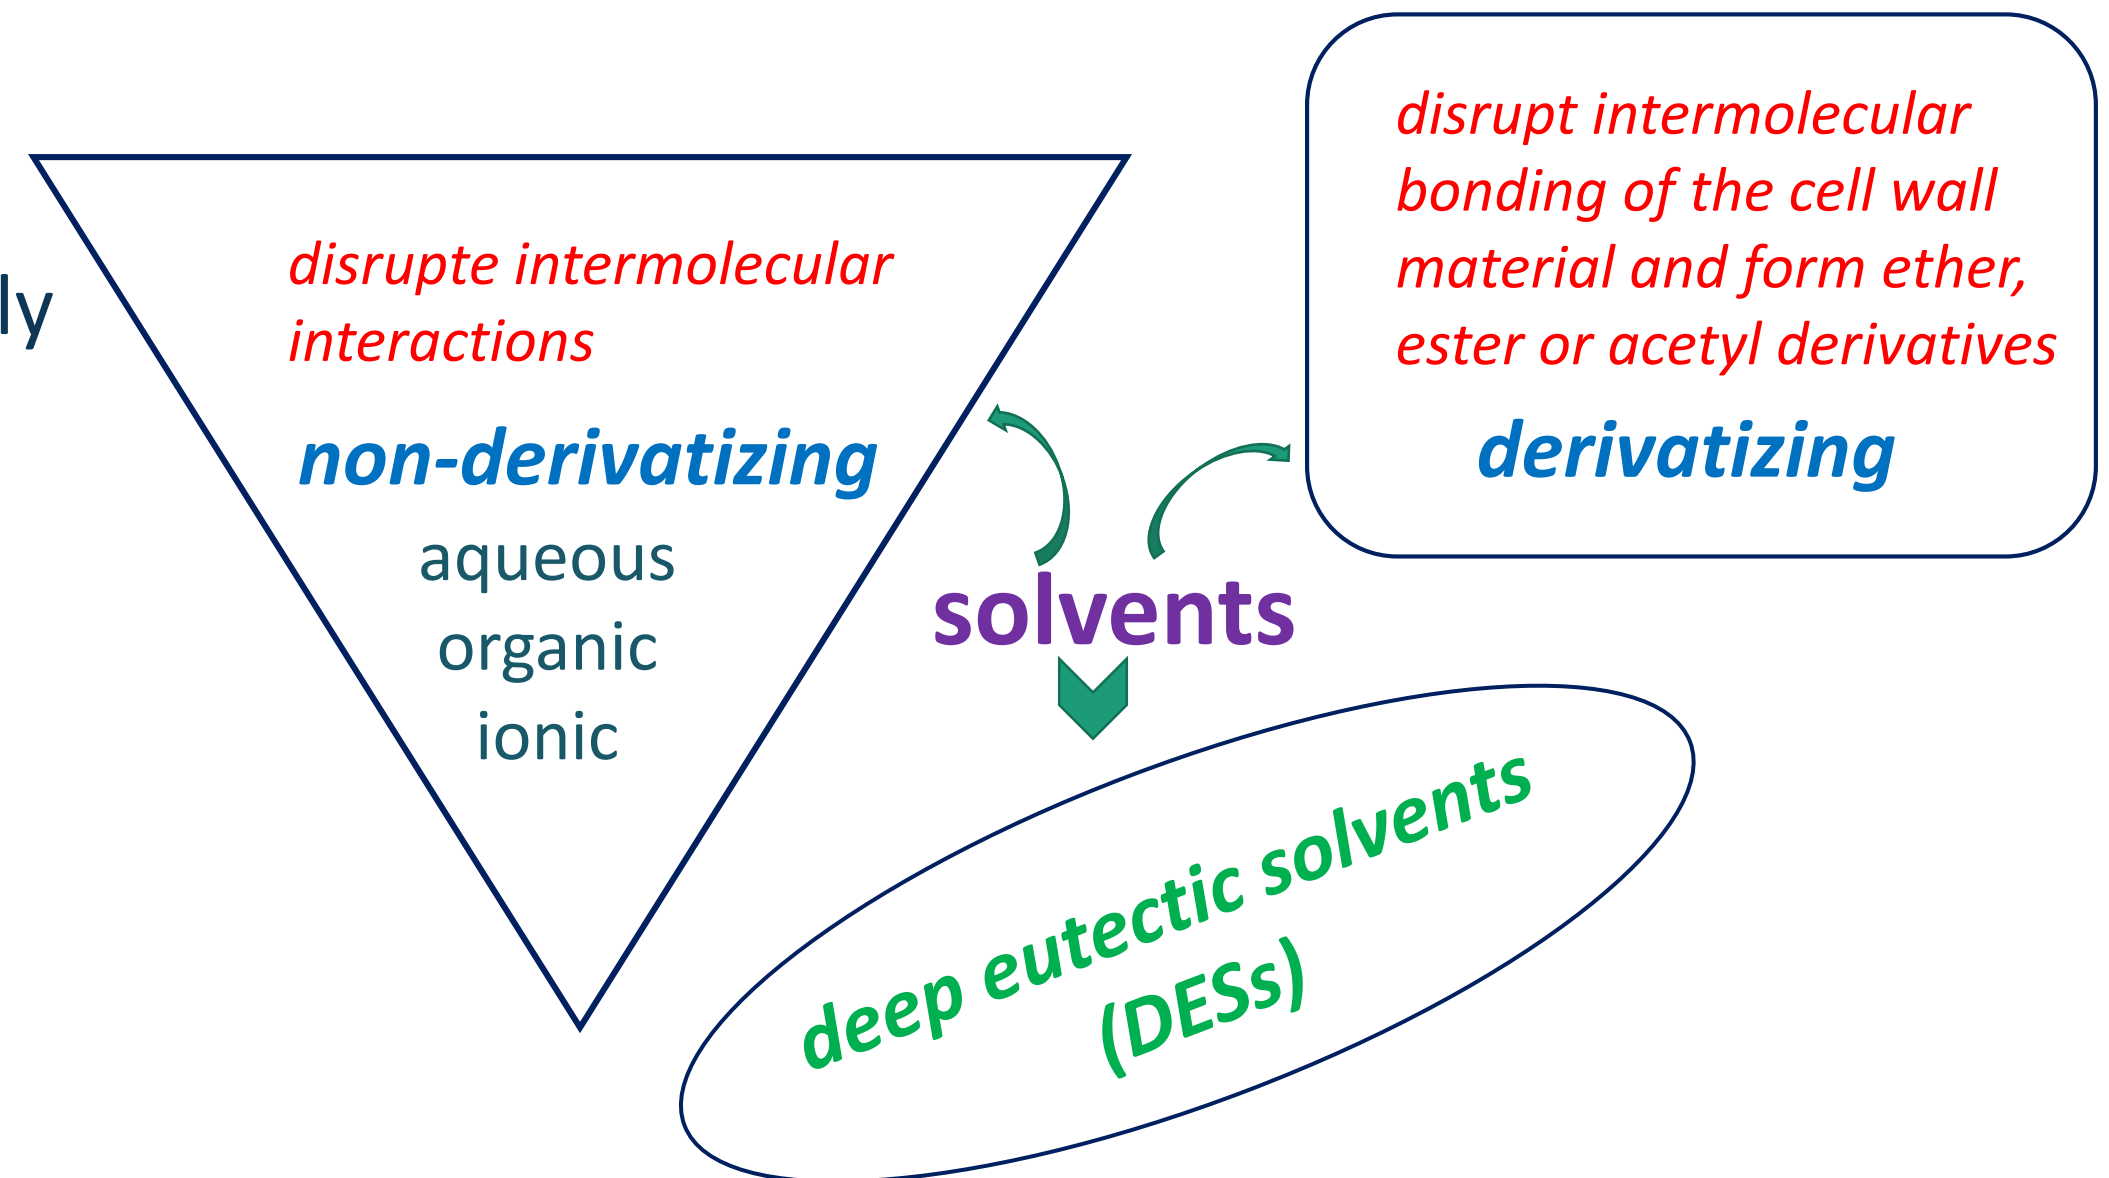 ly
disrupte intermolecular
interactions
non-derivatizing
aqueous
organic
ionic
disrupt intermolecular
bonding of the cell wall
material and form ether,
ester or acetyl derivatives
derivatizing
solvents
deep eutectic solvents
(DESs)